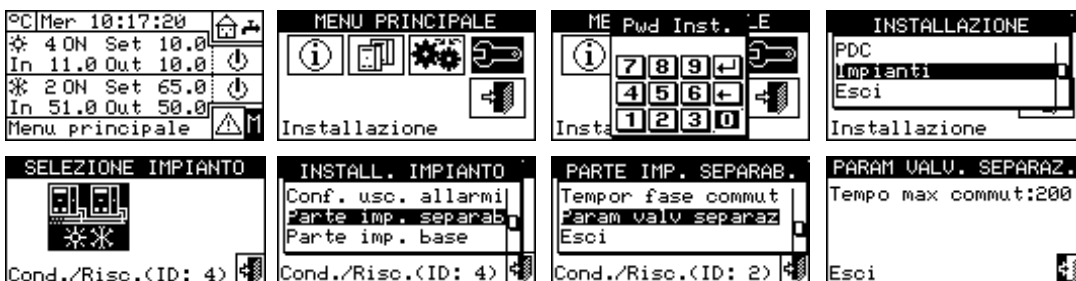 °C Mer 10:17:20
4 ON Set 10.0
In 11.0 Out 10.0
2 ON Set 65.0
In 51.0 Out 50.0
Menu principale M
MENU PRINCIPALE
Installazione
ME LE
Pwd Inst.
7 8 9
4 5 6
1 2 3 0
Insta
INSTALLAZIONE
PDC
Impianti
Esci
Installazione
SELEZIONE IMPIANTO
Cond./Risc.(ID: 4)
INSTALL. IMPIANTO
Conf. usc. allarmi
Parte imp. separab
Parte imp. base
Cond./Risc.(ID: 4)
PARTE IMP. SEPARAB.
Tempor fase commut
Param valv separaz
Esci
Cond./Risc.(ID: 2)
PARAM VALV. SEPARAZ.
Tempo max commut:200
Esci